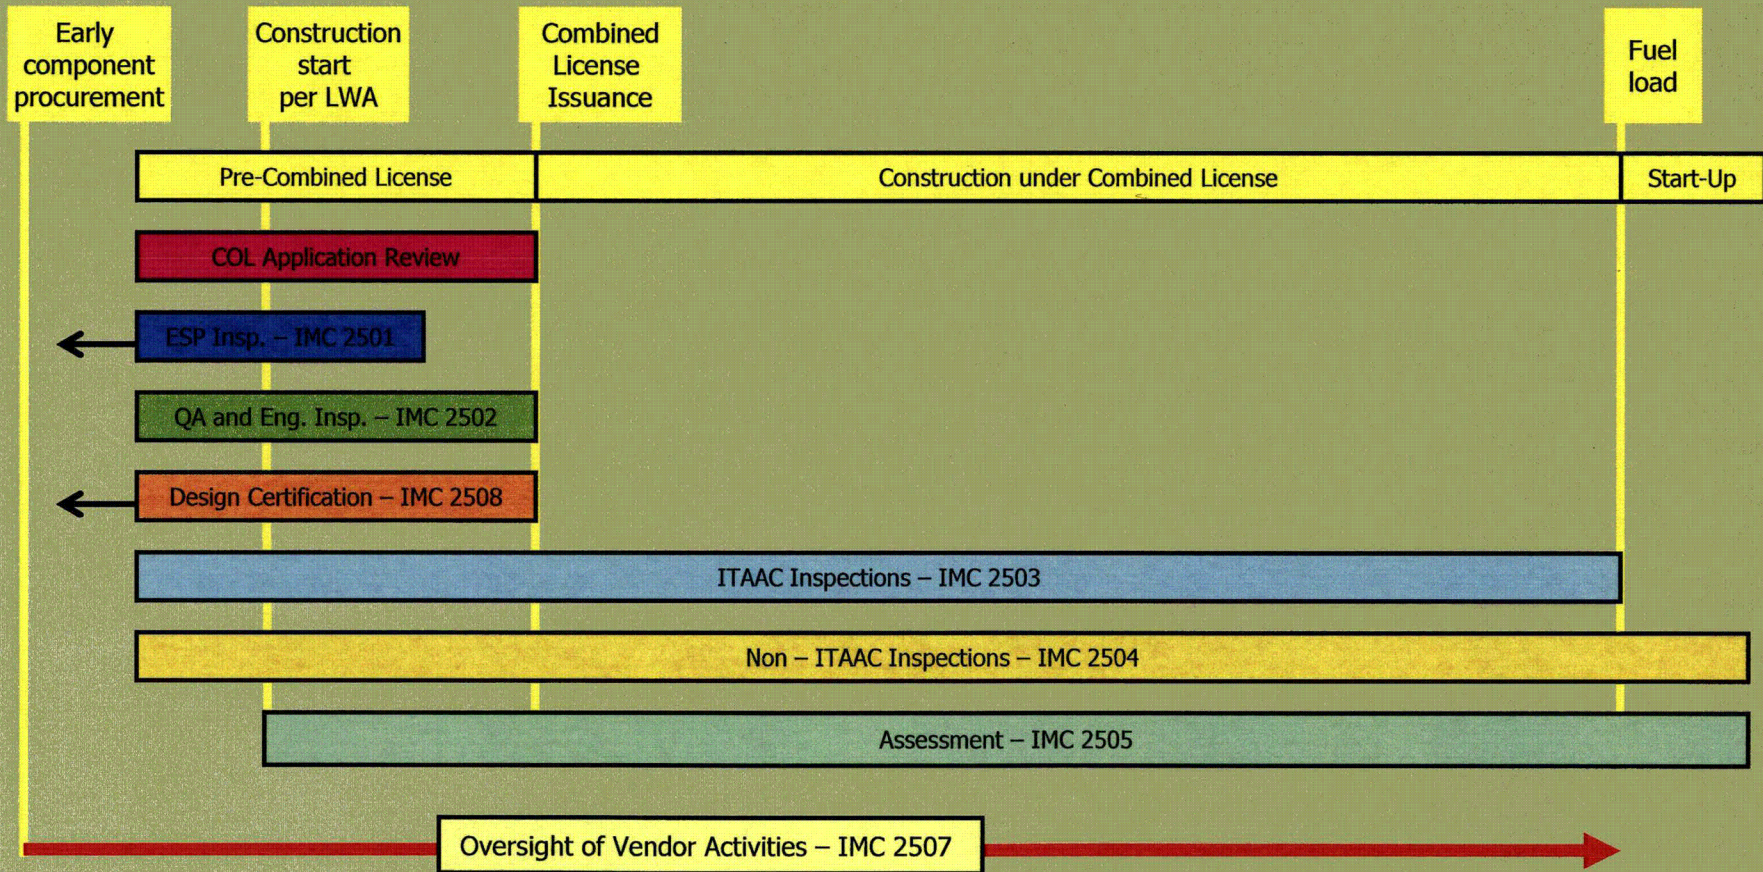 Early
component
procurement
Construction
start
per LWA
Combined
License
Issuance
Fuel
load
Pre-Combined License
Construction under Combined License
Start-Up
COL Application Review
ESP Insp. – IMC 2501
QA and Eng. Insp. – IMC 2502
Design Certification – IMC 2508
ITAAC Inspections – IMC 2503
Non – ITAAC Inspections – IMC 2504
Assessment – IMC 2505
Oversight of Vendor Activities – IMC 2507